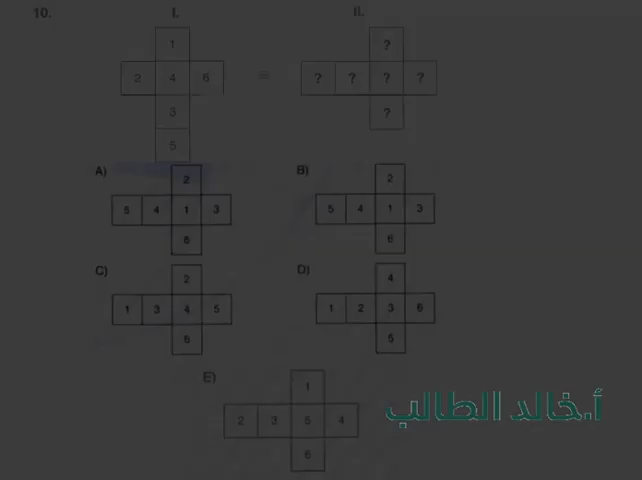 10. I. II.
1 ?
2 4 6 = ? ? ? ?
3 ?
5
A) B)
2 2
5 4 1 3 5 4 1 3
6 6
C) D)
2 4
1 3 4 5 1 2 3 6
6 5
E)
1
2 3 5 4
6
أ.خالد الطالب